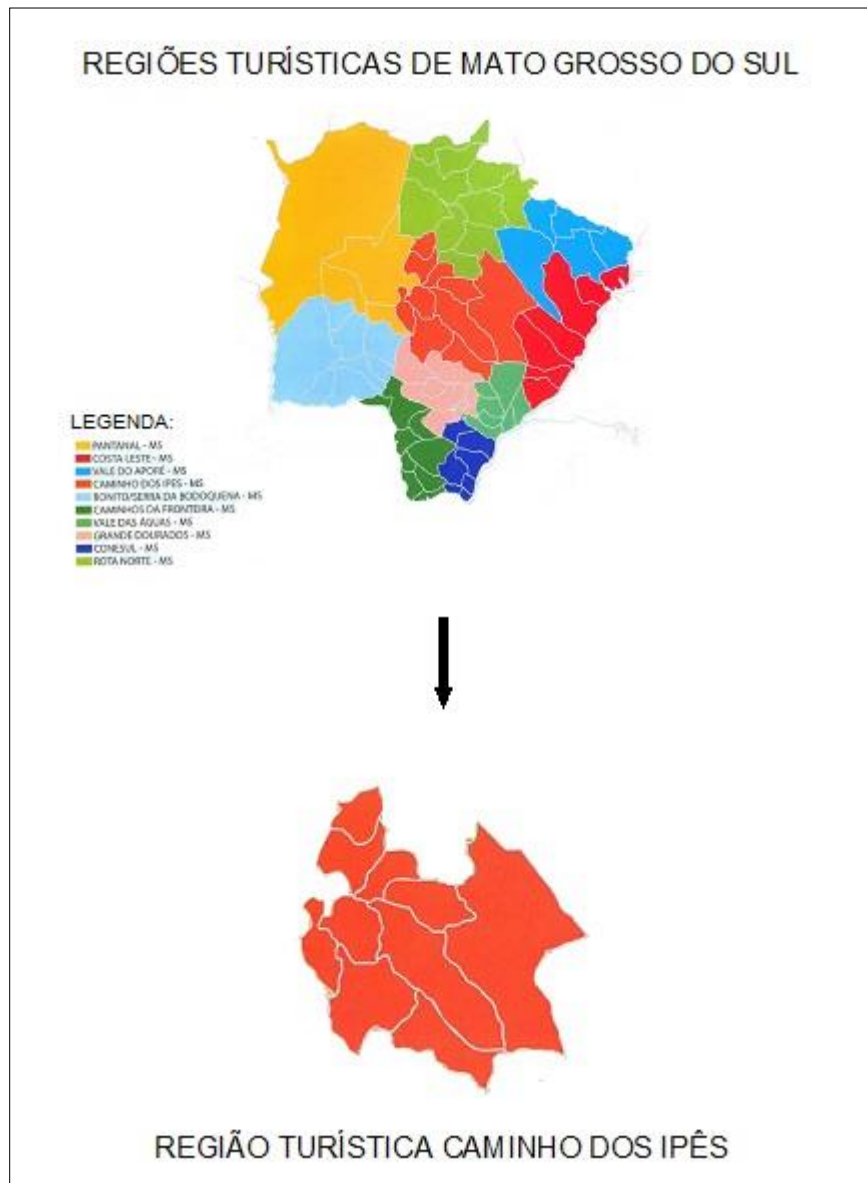 REGIÕES TURÍSTICAS DE MATO GROSSO DO SUL
LEGENDA:
PANTANAL - MS
COSTA LESTE - MS
VALE DO APORÉ - MS
CAMINHO DOS IPÊS - MS
BONITO/SERRA DA BODOQUENA - MS
CAMINHOS DA FRONTEIRA - MS
VALE DAS ÁGUAS - MS
GRANDE DOURADOS - MS
CONESUL - MS
ROTA NORTE - MS
REGIÃO TURÍSTICA CAMINHO DOS IPÊS